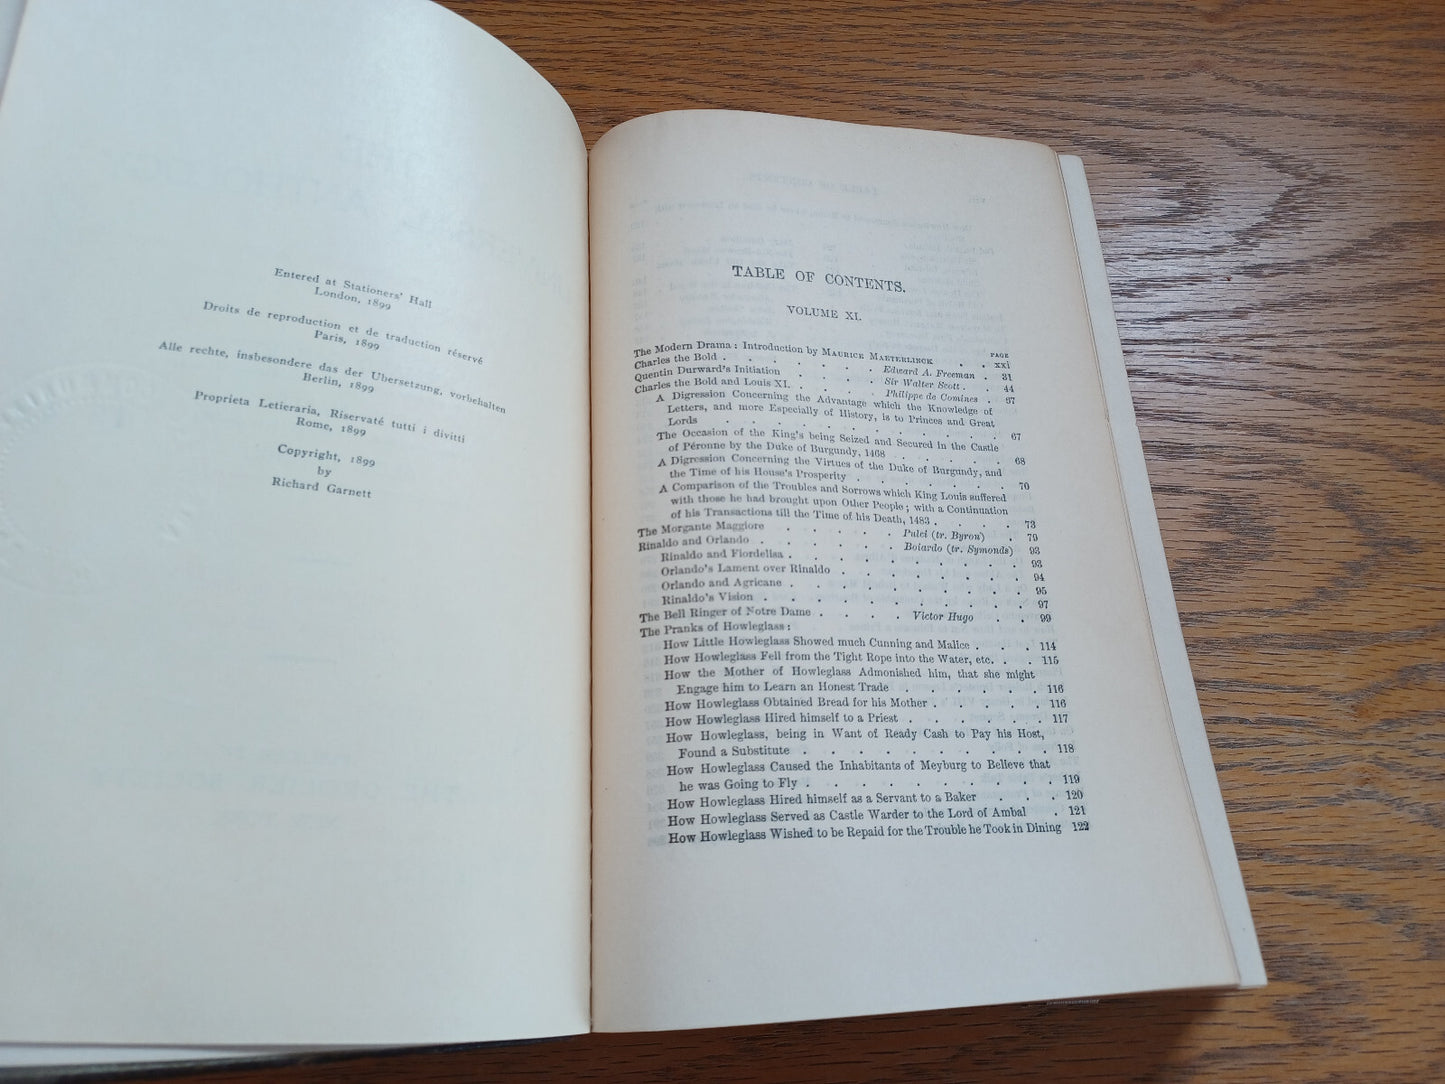 Entered at Stationers' Hall
London, 1899
Droits de reproduction et de traduction réservé
Paris, 1899
Alle rechte, insbesondere das der Übersetzung, vorbehalten
Berlin, 1899
Proprieta Letieraria, Riservaté tutti i divitti
Rome, 1899
Copyright, 1899
by
Richard Garnett
TABLE OF CONTENTS.
VOLUME XI.
PAGE
The Modern Drama: Introduction by MAURICE MAETERLINCK . . xxi
Charles the Bold . . . . . . . Edward A. Freeman . 31
Quentin Durward's Initiation . . . . . Sir Walter Scott . 44
Charles the Bold and Louis XI. . . . . . Philippe de Comines . 67
A Digression Concerning the Advantage which the Knowledge of
Letters, and more Especially of History, is to Princes and Great
Lords . . . . . . . . . . . . . 67
The Occasion of the King's being Seized and Secured in the Castle
of Péronne by the Duke of Burgundy, 1468 . . . . . 68
A Digression Concerning the Virtues of the Duke of Burgundy, and
the Time of his House's Prosperity . . . . . . . 70
A Comparison of the Troubles and Sorrows which King Louis suffered
with those he had brought upon Other People; with a Continuation
of his Transactions till the Time of his Death, 1483 . . . . 73
The Morgante Maggiore . . . . . Pulci (tr. Byron) 79
Rinaldo and Orlando . . . . . . Boiardo (tr. Symonds) 93
Rinaldo and Fiordelisa . . . . . . . . . . 93
Orlando's Lament over Rinaldo . . . . . . . . 94
Orlando and Agricane . . . . . . . . . . 95
Rinaldo's Vision . . . . . . . . . . . 97
The Bell Ringer of Notre Dame . . . . Victor Hugo . . 99
The Pranks of Howleglass:
How Little Howleglass Showed much Cunning and Malice . . . 114
How Howleglass Fell from the Tight Rope into the Water, etc. . . 115
How the Mother of Howleglass Admonished him, that she might
Engage him to Learn an Honest Trade . . . . . . 116
How Howleglass Obtained Bread for his Mother . . . . . 116
How Howleglass Hired himself to a Priest . . . . . . 117
How Howleglass, being in Want of Ready Cash to Pay his Host,
Found a Substitute . . . . . . . . . . 118
How Howleglass Caused the Inhabitants of Meyburg to Believe that
he was Going to Fly . . . . . . . . . . 119
How Howleglass Hired himself as a Servant to a Baker . . . 120
How Howleglass Served as Castle Warder to the Lord of Ambal . 121
How Howleglass Wished to be Repaid for the Trouble he Took in Dining 122